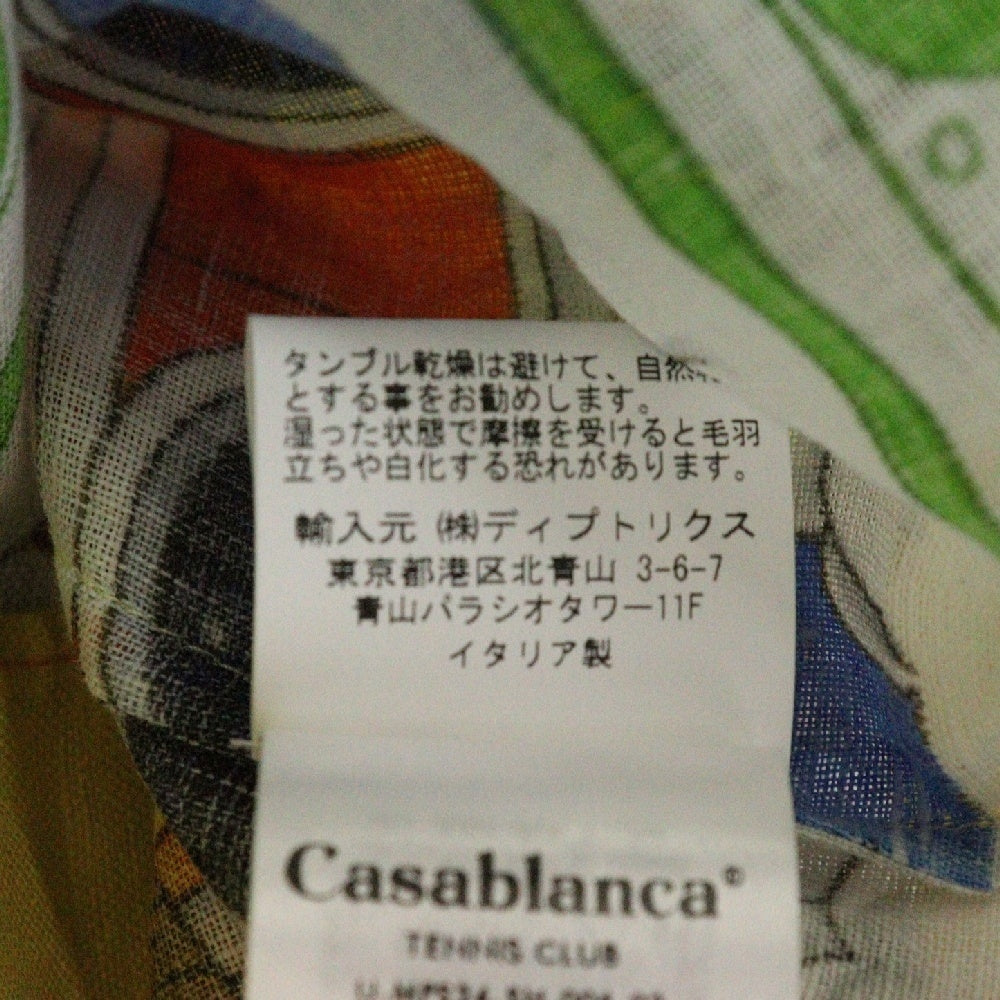 タンブル乾燥は避けて、自然
とする事をお勧めします。
湿った状態で摩擦を受けると毛羽
立ちや白化する恐れがあります。
輸入元 ㈱ディプトリクス
東京都港区北青山 3-6-7
青山パラシオタワー11F
イタリア製
Casablanca®
TENNIS CLUB